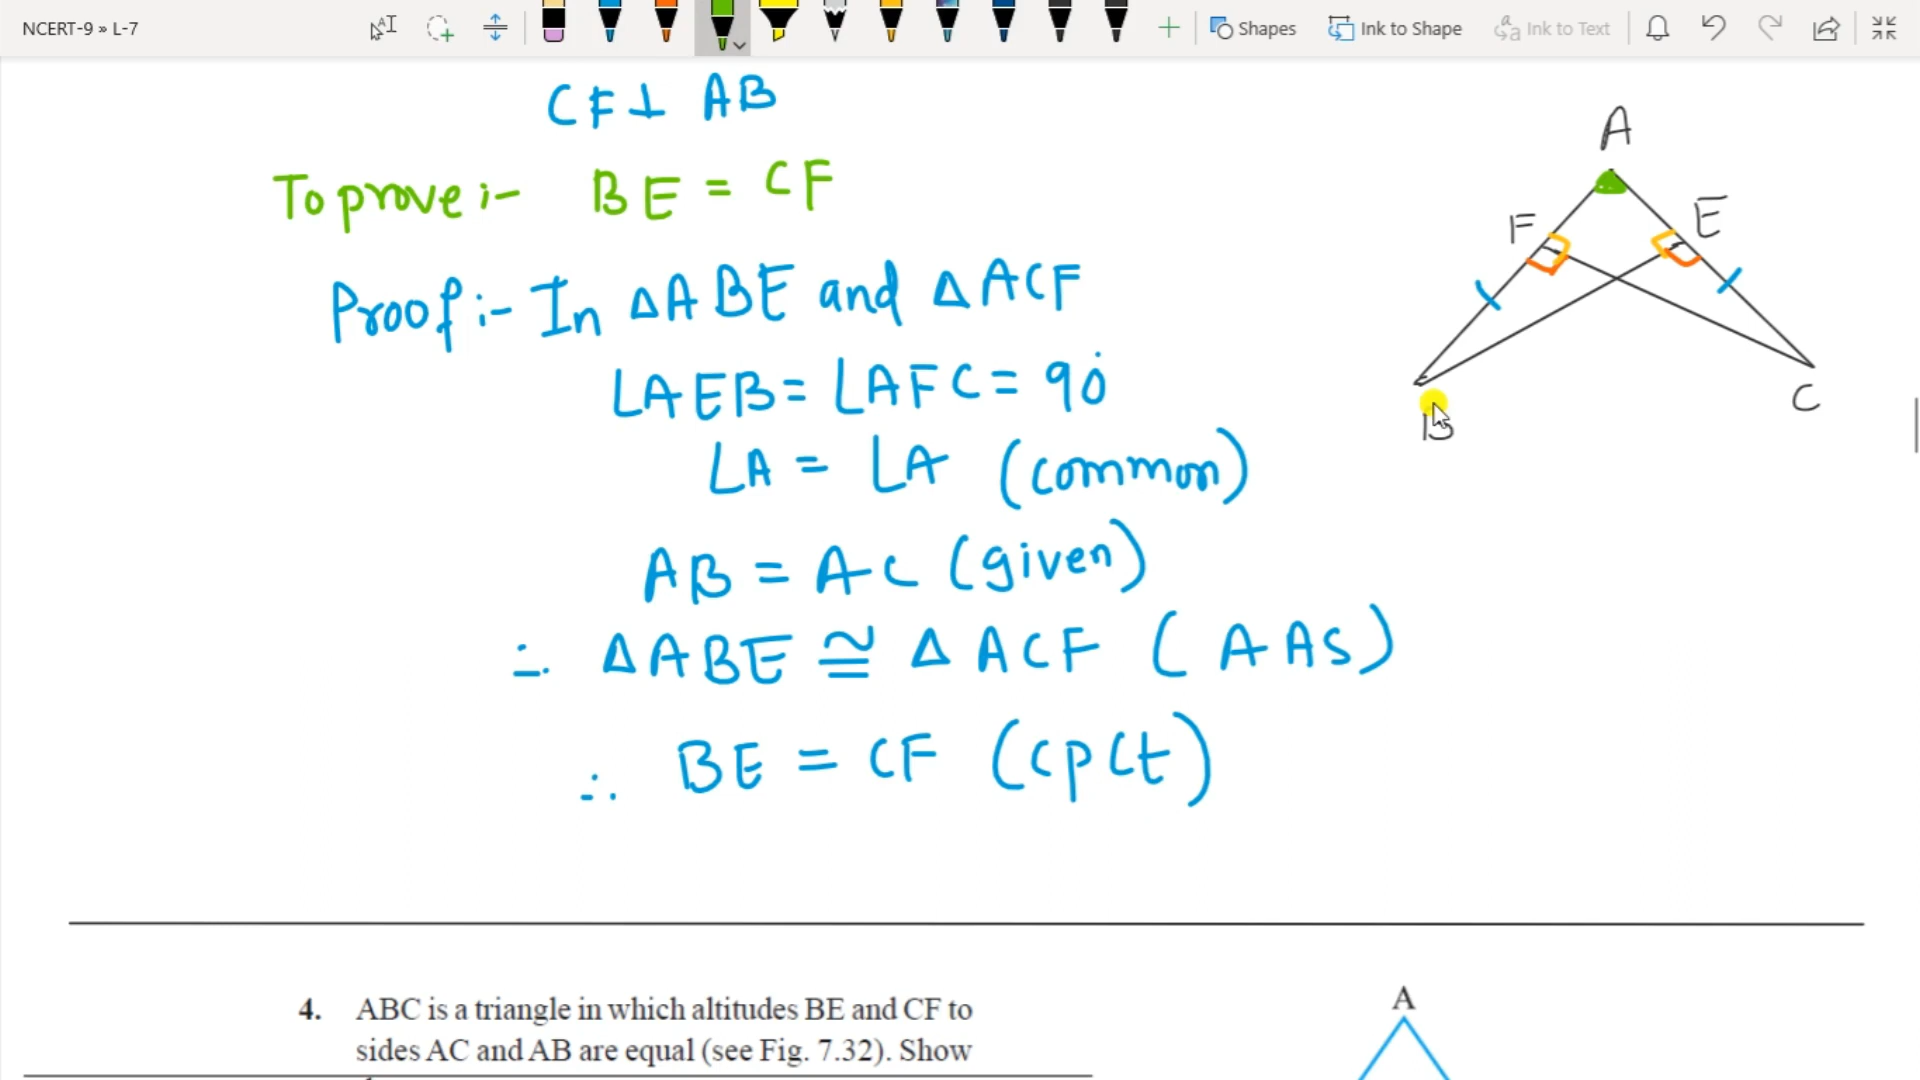 NCERT-9 » L-7
Shapes
Ink to Shape
Ink to Text
CF ⊥ AB
To prove :- BE = CF
Proof :- In ΔABE and ΔACF
∠AEB = ∠AFC = 90°
∠A = ∠A (common)
AB = AC (given)
∴ ΔABE ≅ ΔACF (AAS)
∴ BE = CF (cpct)
A
F
E
B
C
4. ABC is a triangle in which altitudes BE and CF to
sides AC and AB are equal (see Fig. 7.32). Show
A